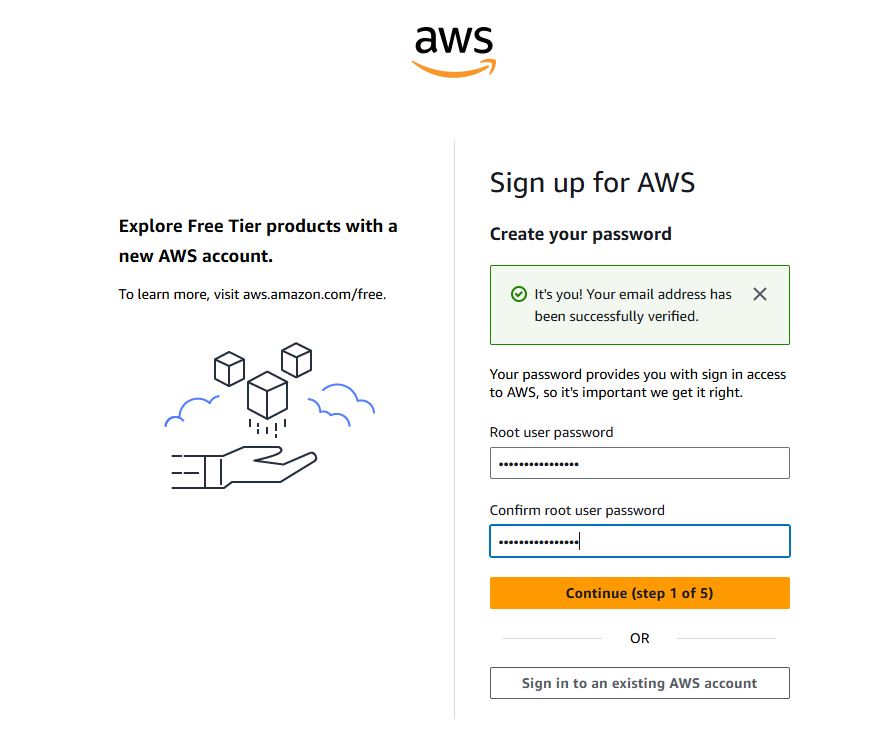 aws
Explore Free Tier products with a
new AWS account.
To learn more, visit aws.amazon.com/free.
Sign up for AWS
Create your password
It's you! Your email address has
been successfully verified.
Your password provides you with sign in access
to AWS, so it's important we get it right.
Root user password
••••••••••••••••
Confirm root user password
••••••••••••••••
Continue (step 1 of 5)
OR
Sign in to an existing AWS account